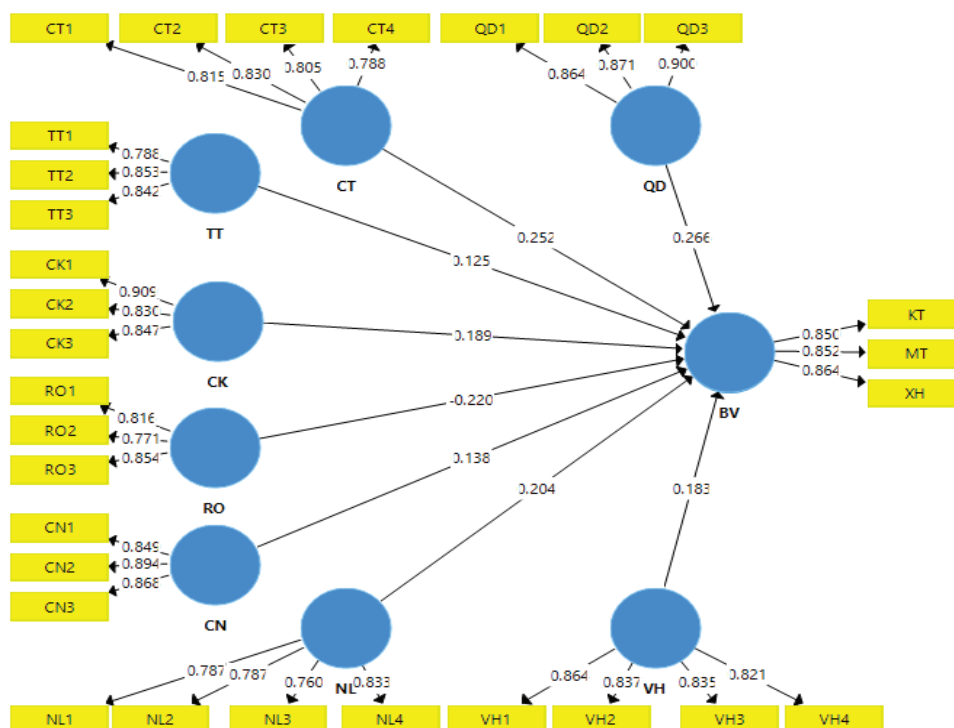 CT1 CT2 CT3 CT4 QD1 QD2 QD3
0.815 0.830 0.805 0.788 0.864 0.871 0.900
TT1
TT2
TT3
0.788
0.853
0.842
TT
CT
QD
0.252
0.125
0.266
CK1
CK2
CK3
0.909
0.830
0.847
CK
0.189
RO1
RO2
RO3
0.816
0.771
0.854
RO
-0.220
BV
0.850
0.852
0.864
KT
MT
XH
CN1
CN2
CN3
0.849
0.894
0.868
CN
0.138
0.204
0.183
NL
VH
0.787 0.787 0.760 0.833 0.864 0.837 0.835 0.821
NL1 NL2 NL3 NL4 VH1 VH2 VH3 VH4